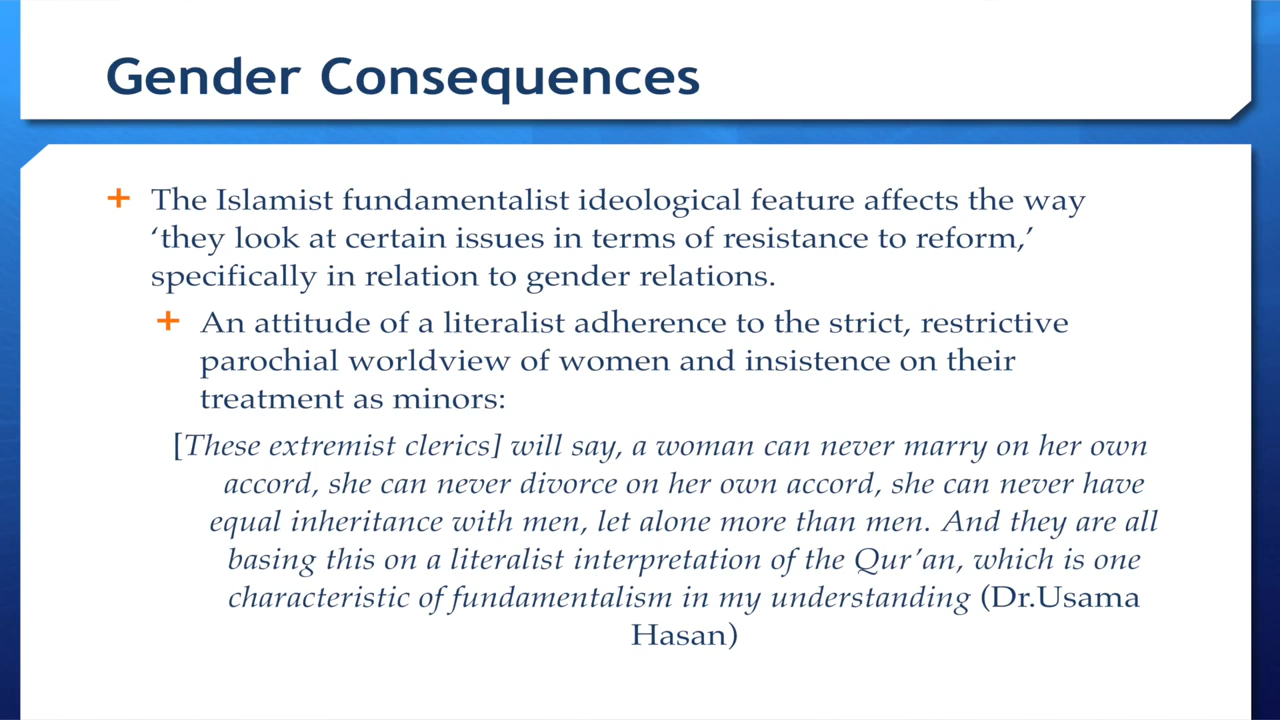 Gender Consequences
+ The Islamist fundamentalist ideological feature affects the way
‘they look at certain issues in terms of resistance to reform,’
specifically in relation to gender relations.
+ An attitude of a literalist adherence to the strict, restrictive
parochial worldview of women and insistence on their
treatment as minors:
[These extremist clerics] will say, a woman can never marry on her own
accord, she can never divorce on her own accord, she can never have
equal inheritance with men, let alone more than men. And they are all
basing this on a literalist interpretation of the Qur’an, which is one
characteristic of fundamentalism in my understanding (Dr.Usama
Hasan)